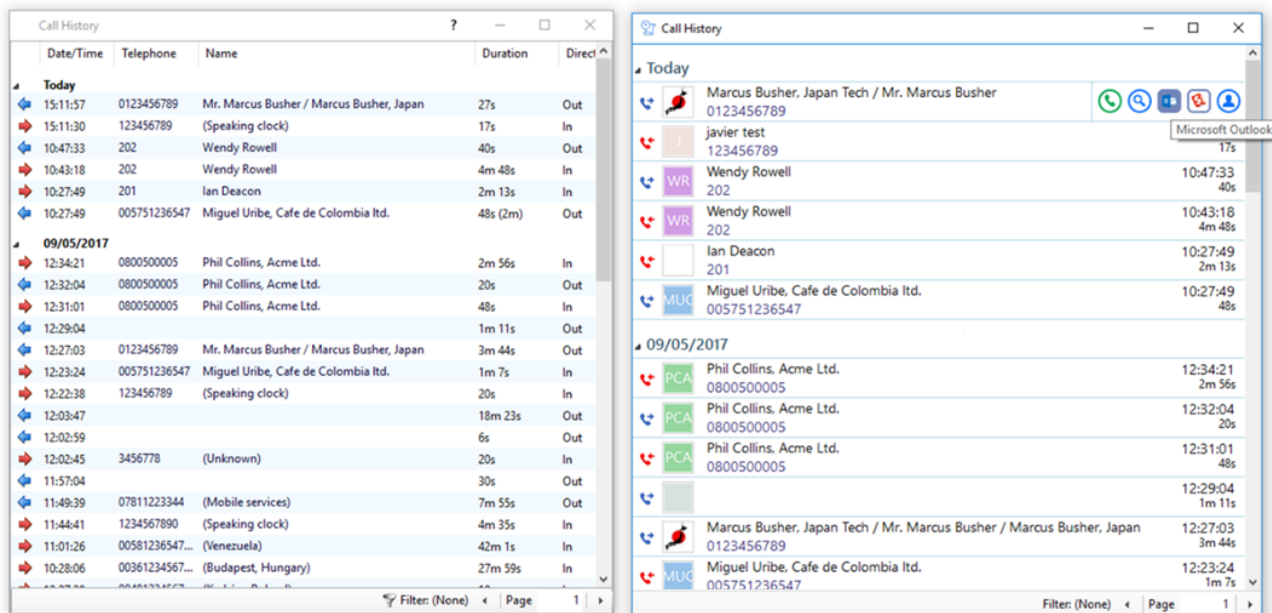 Call History ?
Date/Time Telephone Name Duration Direct
Today
15:11:57 0123456789 Mr. Marcus Busher / Marcus Busher, Japan 27s Out
15:11:30 123456789 (Speaking clock) 17s In
10:47:33 202 Wendy Rowell 40s Out
10:43:18 202 Wendy Rowell 4m 48s In
10:27:49 201 Ian Deacon 2m 13s In
10:27:49 005751236547 Miguel Uribe, Cafe de Colombia ltd. 48s (2m) Out
09/05/2017
12:34:21 0800500005 Phil Collins, Acme Ltd. 2m 56s In
12:32:04 0800500005 Phil Collins, Acme Ltd. 20s Out
12:31:01 0800500005 Phil Collins, Acme Ltd. 48s In
12:29:04 1m 11s Out
12:27:03 0123456789 Mr. Marcus Busher / Marcus Busher, Japan 3m 44s Out
12:23:24 005751236547 Miguel Uribe, Cafe de Colombia ltd. 1m 7s In
12:22:38 123456789 (Speaking clock) 20s In
12:03:47 18m 23s Out
12:02:59 6s Out
12:02:45 3456778 (Unknown) 20s In
11:57:04 30s Out
11:49:39 07811223344 (Mobile services) 7m 55s Out
11:44:41 1234567890 (Speaking clock) 4m 35s In
11:01:26 00581236547... (Venezuela) 42m 1s In
10:28:06 00361234567... (Budapest, Hungary) 27m 59s In
Filter: (None) Page 1
Call History
Today
Marcus Busher, Japan Tech / Mr. Marcus Busher
0123456789
Microsoft Outlook
J javier test
123456789 17s
WR Wendy Rowell 10:47:33
202 40s
WR Wendy Rowell 10:43:18
202 4m 48s
Ian Deacon 10:27:49
201 2m 13s
MUC Miguel Uribe, Cafe de Colombia ltd. 10:27:49
005751236547 48s
09/05/2017
PCA Phil Collins, Acme Ltd. 12:34:21
0800500005 2m 56s
PCA Phil Collins, Acme Ltd. 12:32:04
0800500005 20s
PCA Phil Collins, Acme Ltd. 12:31:01
0800500005 48s
12:29:04
1m 11s
Marcus Busher, Japan Tech / Mr. Marcus Busher / Marcus Busher, Japan 12:27:03
0123456789 3m 44s
MUC Miguel Uribe, Cafe de Colombia ltd. 12:23:24
005751236547 1m 7s
Filter: (None) Page 1